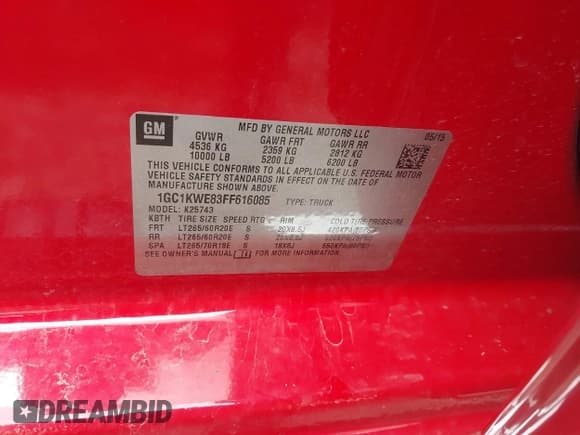 GM
MFD BY GENERAL MOTORS LLC
05/15
GVWR GAWR FRT GAWR RR
4536 KG 2359 KG 2812 KG
10000 LB 5200 LB 6200 LB
THIS VEHICLE CONFORMS TO ALL APPLICABLE U.S. FEDERAL MOTOR
VEHICLE SAFETY STANDARDS IN EFFECT ON THE DATE OF
MANUFACTURE SHOWN ABOVE.
1GC1KWE83FF616085 TYPE: TRUCK
MODEL: K25743
KBTH TIRE SIZE SPEED RTG RIM COLD TIRE PRESSURE
FRT LT265/60R20E S 20X8.5J
RR LT265/60R20E S
SPA LT265/70R18E S 18X8J
SEE OWNER'S MANUAL FOR MORE INFORMATION.
DREAMBID